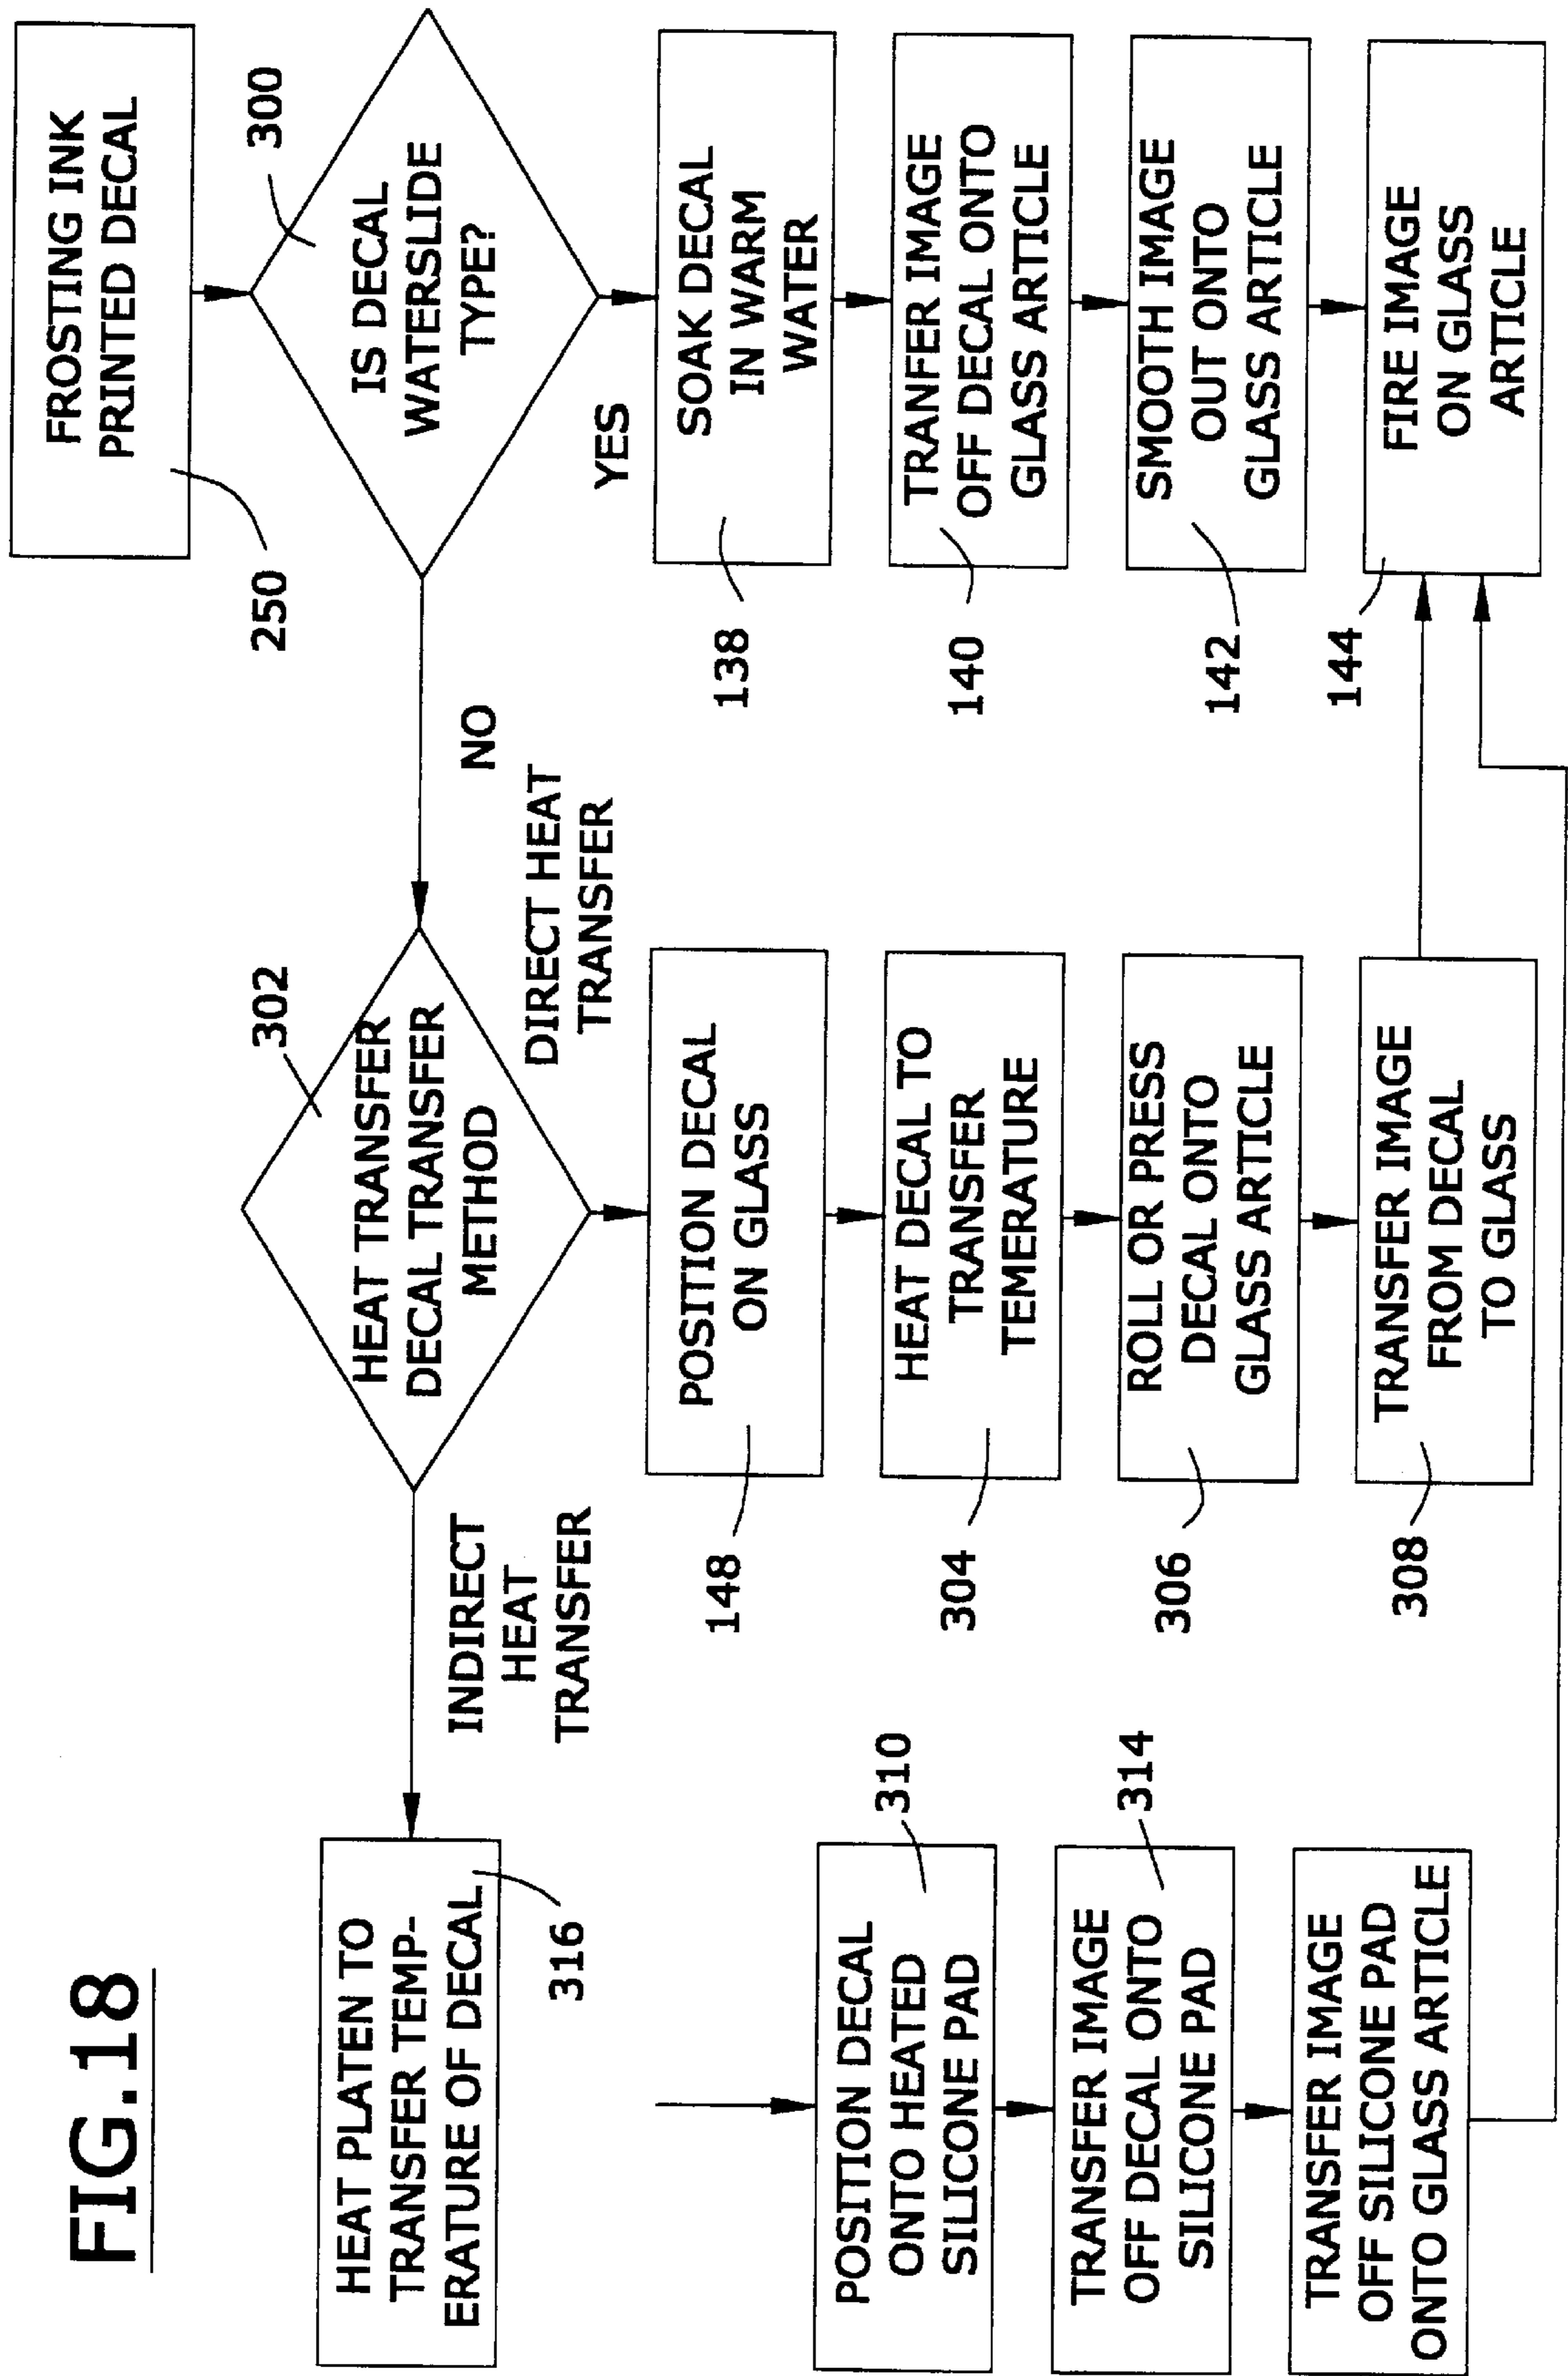 FIG.18
FROSTING INK
PRINTED DECAL
250
300
IS DECAL
WATERSLIDE
TYPE?
YES
NO
SOAK DECAL
IN WARM
WATER
138
TRANFER IMAGE
OFF DECAL ONTO
GLASS ARTICLE
140
SMOOTH IMAGE
OUT ONTO
GLASS ARTICLE
142
FIRE IMAGE
ON GLASS
ARTICLE
144
302
HEAT TRANSFER
DECAL TRANSFER
METHOD
DIRECT HEAT
TRANSFER
POSITION DECAL
ON GLASS
148
HEAT DECAL TO
TRANSFER
TEMERATURE
304
ROLL OR PRESS
DECAL ONTO
GLASS ARTICLE
306
TRANSFER IMAGE
FROM DECAL
TO GLASS
308
INDIRECT
HEAT
TRANSFER
HEAT PLATEN TO
TRANSFER TEMP-
ERATURE OF DECAL
316
POSITION DECAL
ONTO HEATED
SILICONE PAD
310
TRANSFER IMAGE
OFF DECAL ONTO
SILICONE PAD
314
TRANSFER IMAGE
OFF SILICONE PAD
ONTO GLASS ARTICLE